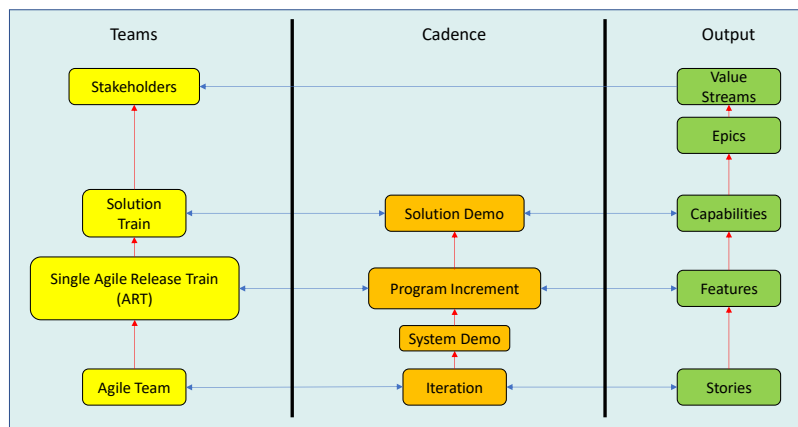 Teams
Cadence
Output
Stakeholders
Value
Streams
Epics
Solution
Train
Solution Demo
Capabilities
Single Agile Release Train
(ART)
Program Increment
Features
System Demo
Agile Team
Iteration
Stories